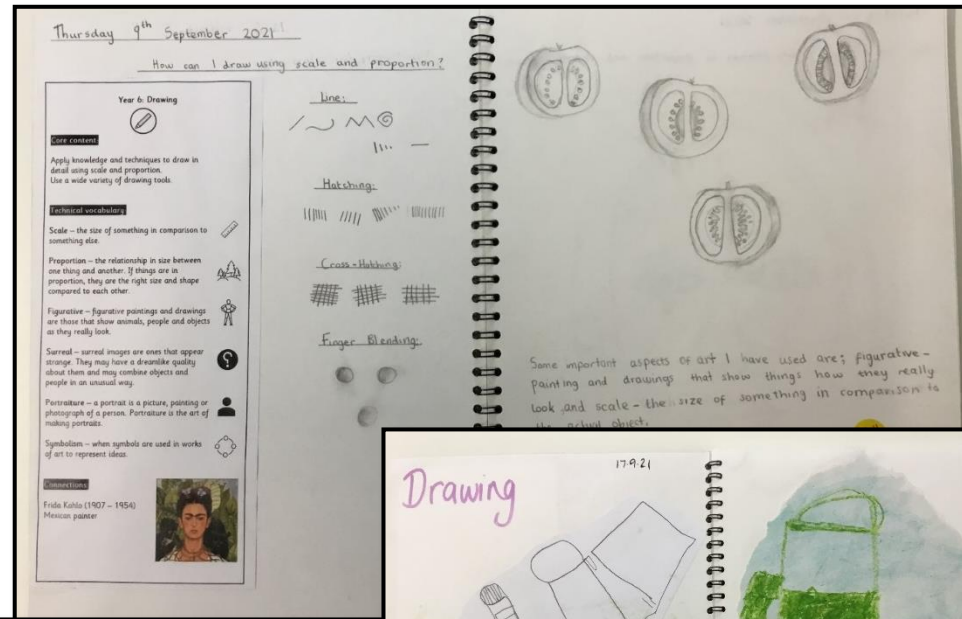 Thursday 9th September 2021
How can I draw using scale and proportion?
Year 6: Drawing
Core content
Apply knowledge and techniques to draw in
detail using scale and proportion.
Use a wide variety of drawing tools.
Technical vocabulary
Scale – the size of something in comparison to
something else.
Proportion – the relationship in size between
one thing and another. If things are in
proportion, they are the right size and shape
compared to each other.
Figurative – figurative paintings and drawings
are those that show animals, people and objects
as they really look.
Surreal – surreal images are ones that appear
strange. They may have a dreamlike quality
about them and may combine objects and
people in an unusual way.
Portraiture – a portrait is a picture, painting or
photograph of a person. Portraiture is the art of
making portraits.
Symbolism – when symbols are used in works
of art to represent ideas.
Connections
Frida Kahlo (1907 – 1954)
Mexican painter
Line:
Hatching:
Cross-Hatching:
Finger Blending:
Some important aspects of art I have used are; figurative-
painting and drawings that show things how they really
look and scale - the size of something in comparison to
the actual object.
17.9.21
Drawing